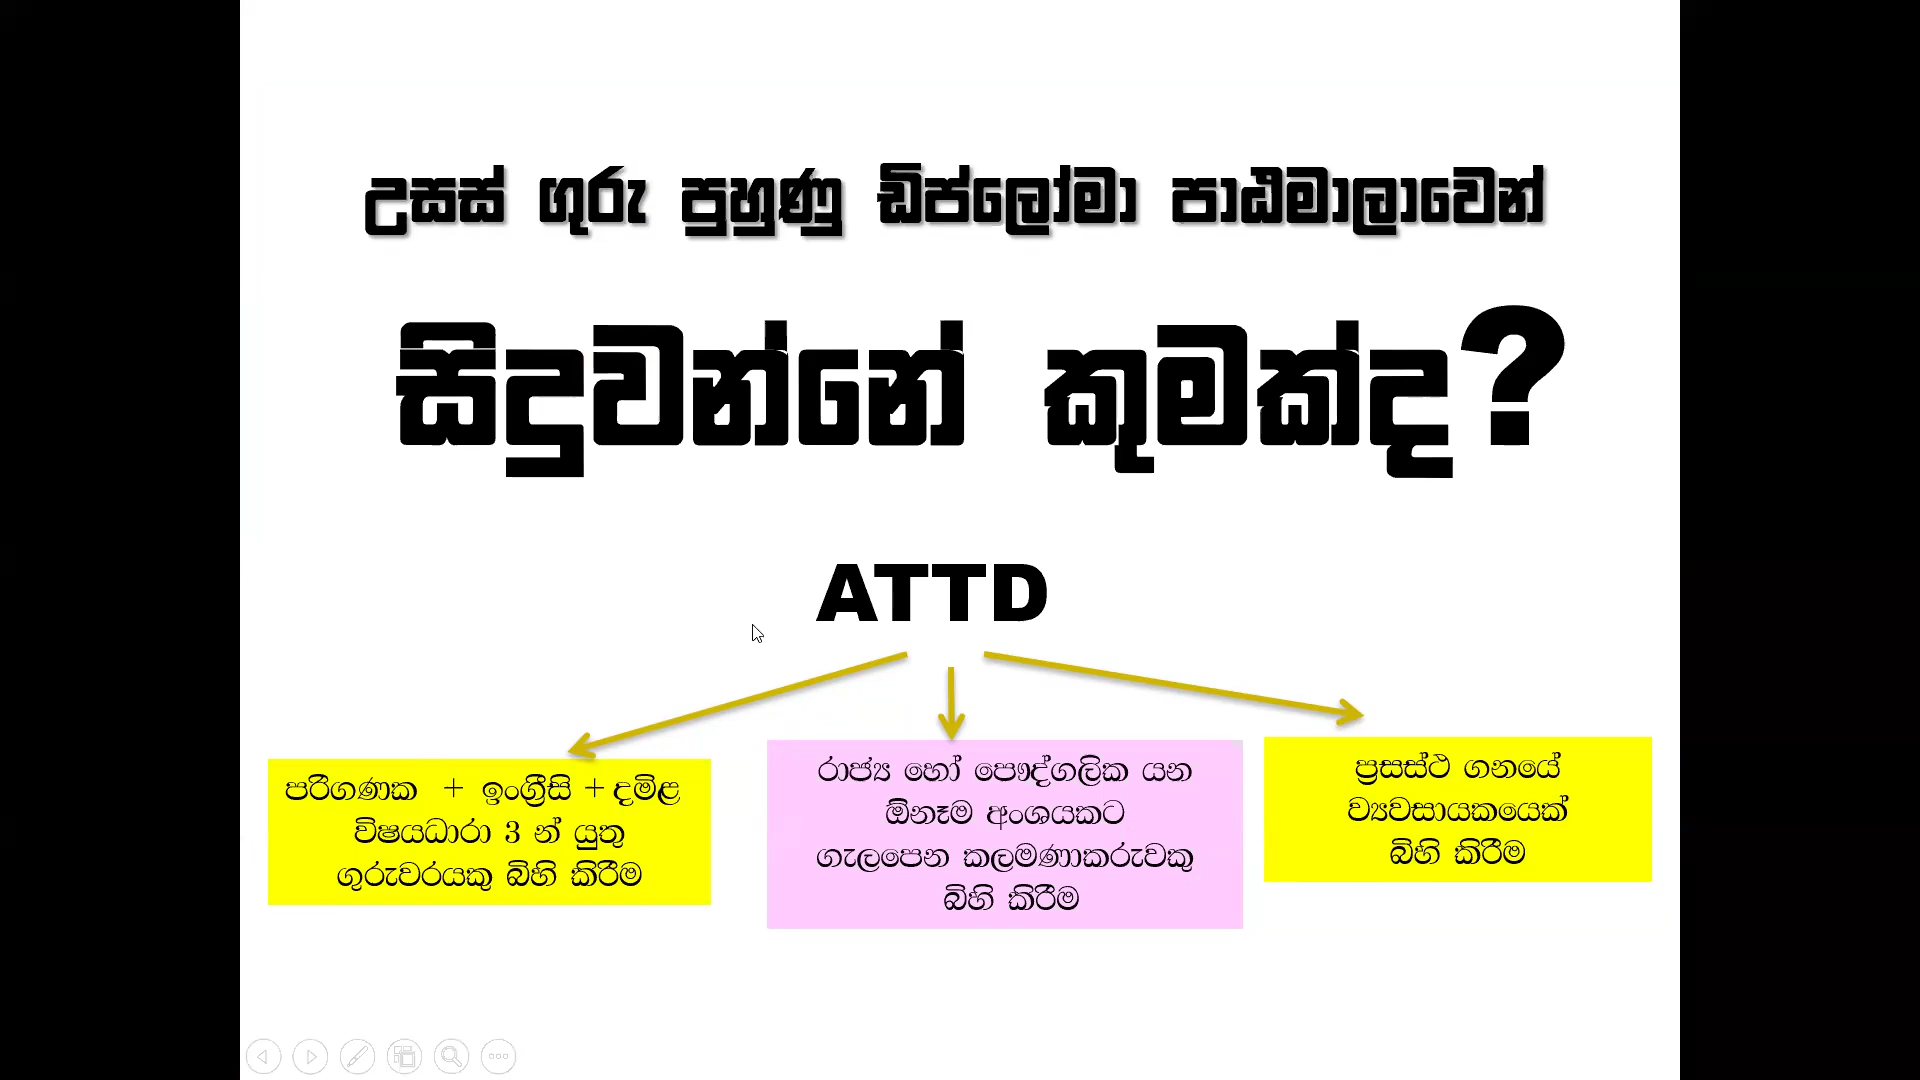 උසස් ගුරු පුහුණු ඩිප්ලෝමා පාඨමාලාවෙන්
සිදුවන්නේ කුමක්ද?
ATTD
පරිගණක + ඉංග්‍රීසි + දමිළ
විෂයධාරා 3 න් යුතු
ගුරුවරයකු බිහි කිරීම
රාජ්‍ය හෝ පෞද්ගලික යන
ඕනෑම අංශයකට
ගැලපෙන කලමණාකරුවකු
බිහි කිරීම
ප්‍රසස්ථ ගනයේ
ව්‍යවසායකයෙක්
බිහි කිරීම